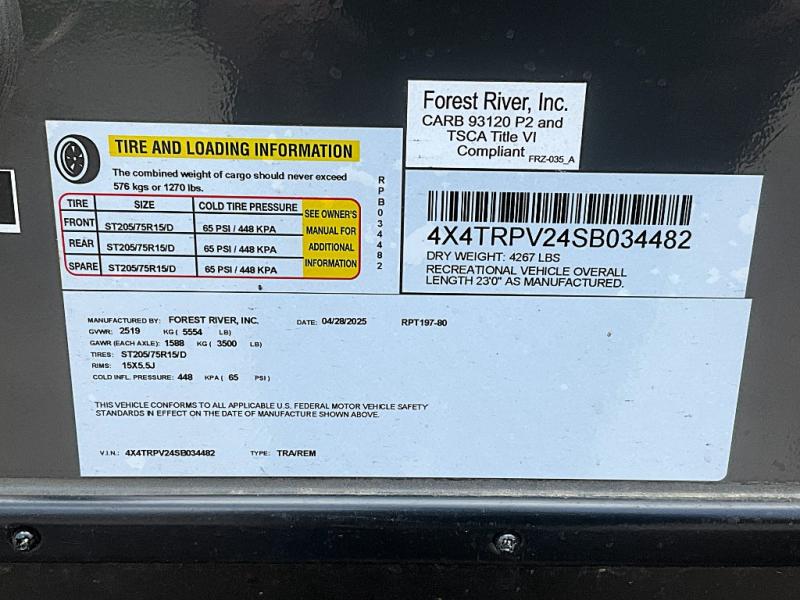 Forest River, Inc.
CARB 93120 P2 and
TSCA Title VI
Compliant FRZ-035_A
TIRE AND LOADING INFORMATION
The combined weight of cargo should never exceed
576 kgs or 1270 lbs.
TIRE SIZE COLD TIRE PRESSURE
FRONT ST205/75R15/D 65 PSI / 448 KPA
REAR ST205/75R15/D 65 PSI / 448 KPA
SPARE ST205/75R15/D 65 PSI / 448 KPA
SEE OWNER'S
MANUAL FOR
ADDITIONAL
INFORMATION
RPB034482
4X4TRPV24SB034482
DRY WEIGHT: 4267 LBS
RECREATIONAL VEHICLE OVERALL
LENGTH 23'0" AS MANUFACTURED.
MANUFACTURED BY: FOREST RIVER, INC. DATE: 04/28/2025 RPT197-80
GVWR: 2519 KG ( 5554 LB)
GAWR (EACH AXLE): 1588 KG ( 3500 LB)
TIRES: ST205/75R15/D
RIMS: 15X5.5J
COLD INFL. PRESSURE: 448 KPA ( 65 PSI )
THIS VEHICLE CONFORMS TO ALL APPLICABLE U.S. FEDERAL MOTOR VEHICLE SAFETY
STANDARDS IN EFFECT ON THE DATE OF MANUFACTURE SHOWN ABOVE.
V.I.N.: 4X4TRPV24SB034482 TYPE: TRA/REM